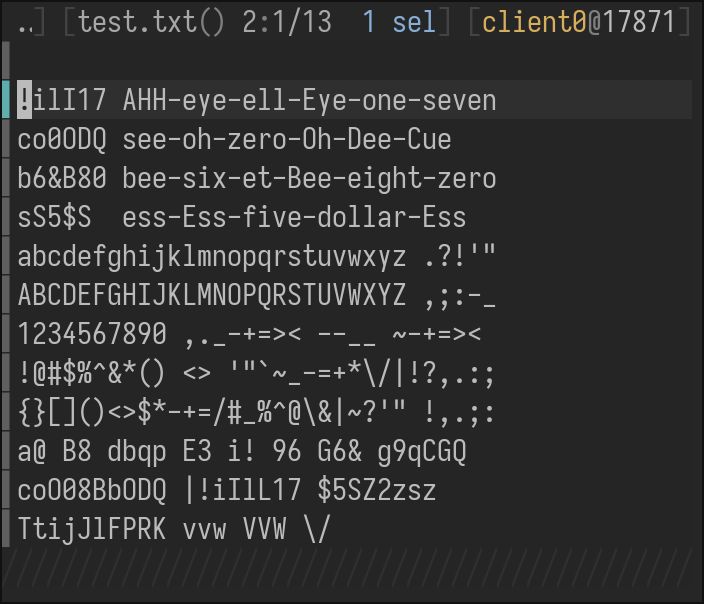 ..] [test.txt() 2:1/13  1 sel] [client0@17871]
!ilI17 AHH-eye-ell-Eye-one-seven
co0ODQ see-oh-zero-Oh-Dee-Cue
b6&B80 bee-six-et-Bee-eight-zero
sS5$S  ess-Ess-five-dollar-Ess
abcdefghijklmnopqrstuvwxyz .?!'"
ABCDEFGHIJKLMNOPQRSTUVWXYZ ,;:-_
1234567890 ,._-+=>< --__ ~-+=><
!@#$%^&*() <> '"`~_-=+*\/|!?,.:;
{}[]()<>$*-+=/#_%^@\&|~?'" !,.;:
a@ B8 dbqp E3 i! 96 G6& g9qCGQ
coO08BbODQ |!iIlL17 $5SZ2zsz
TtijJlFPRK vvw VVW \/